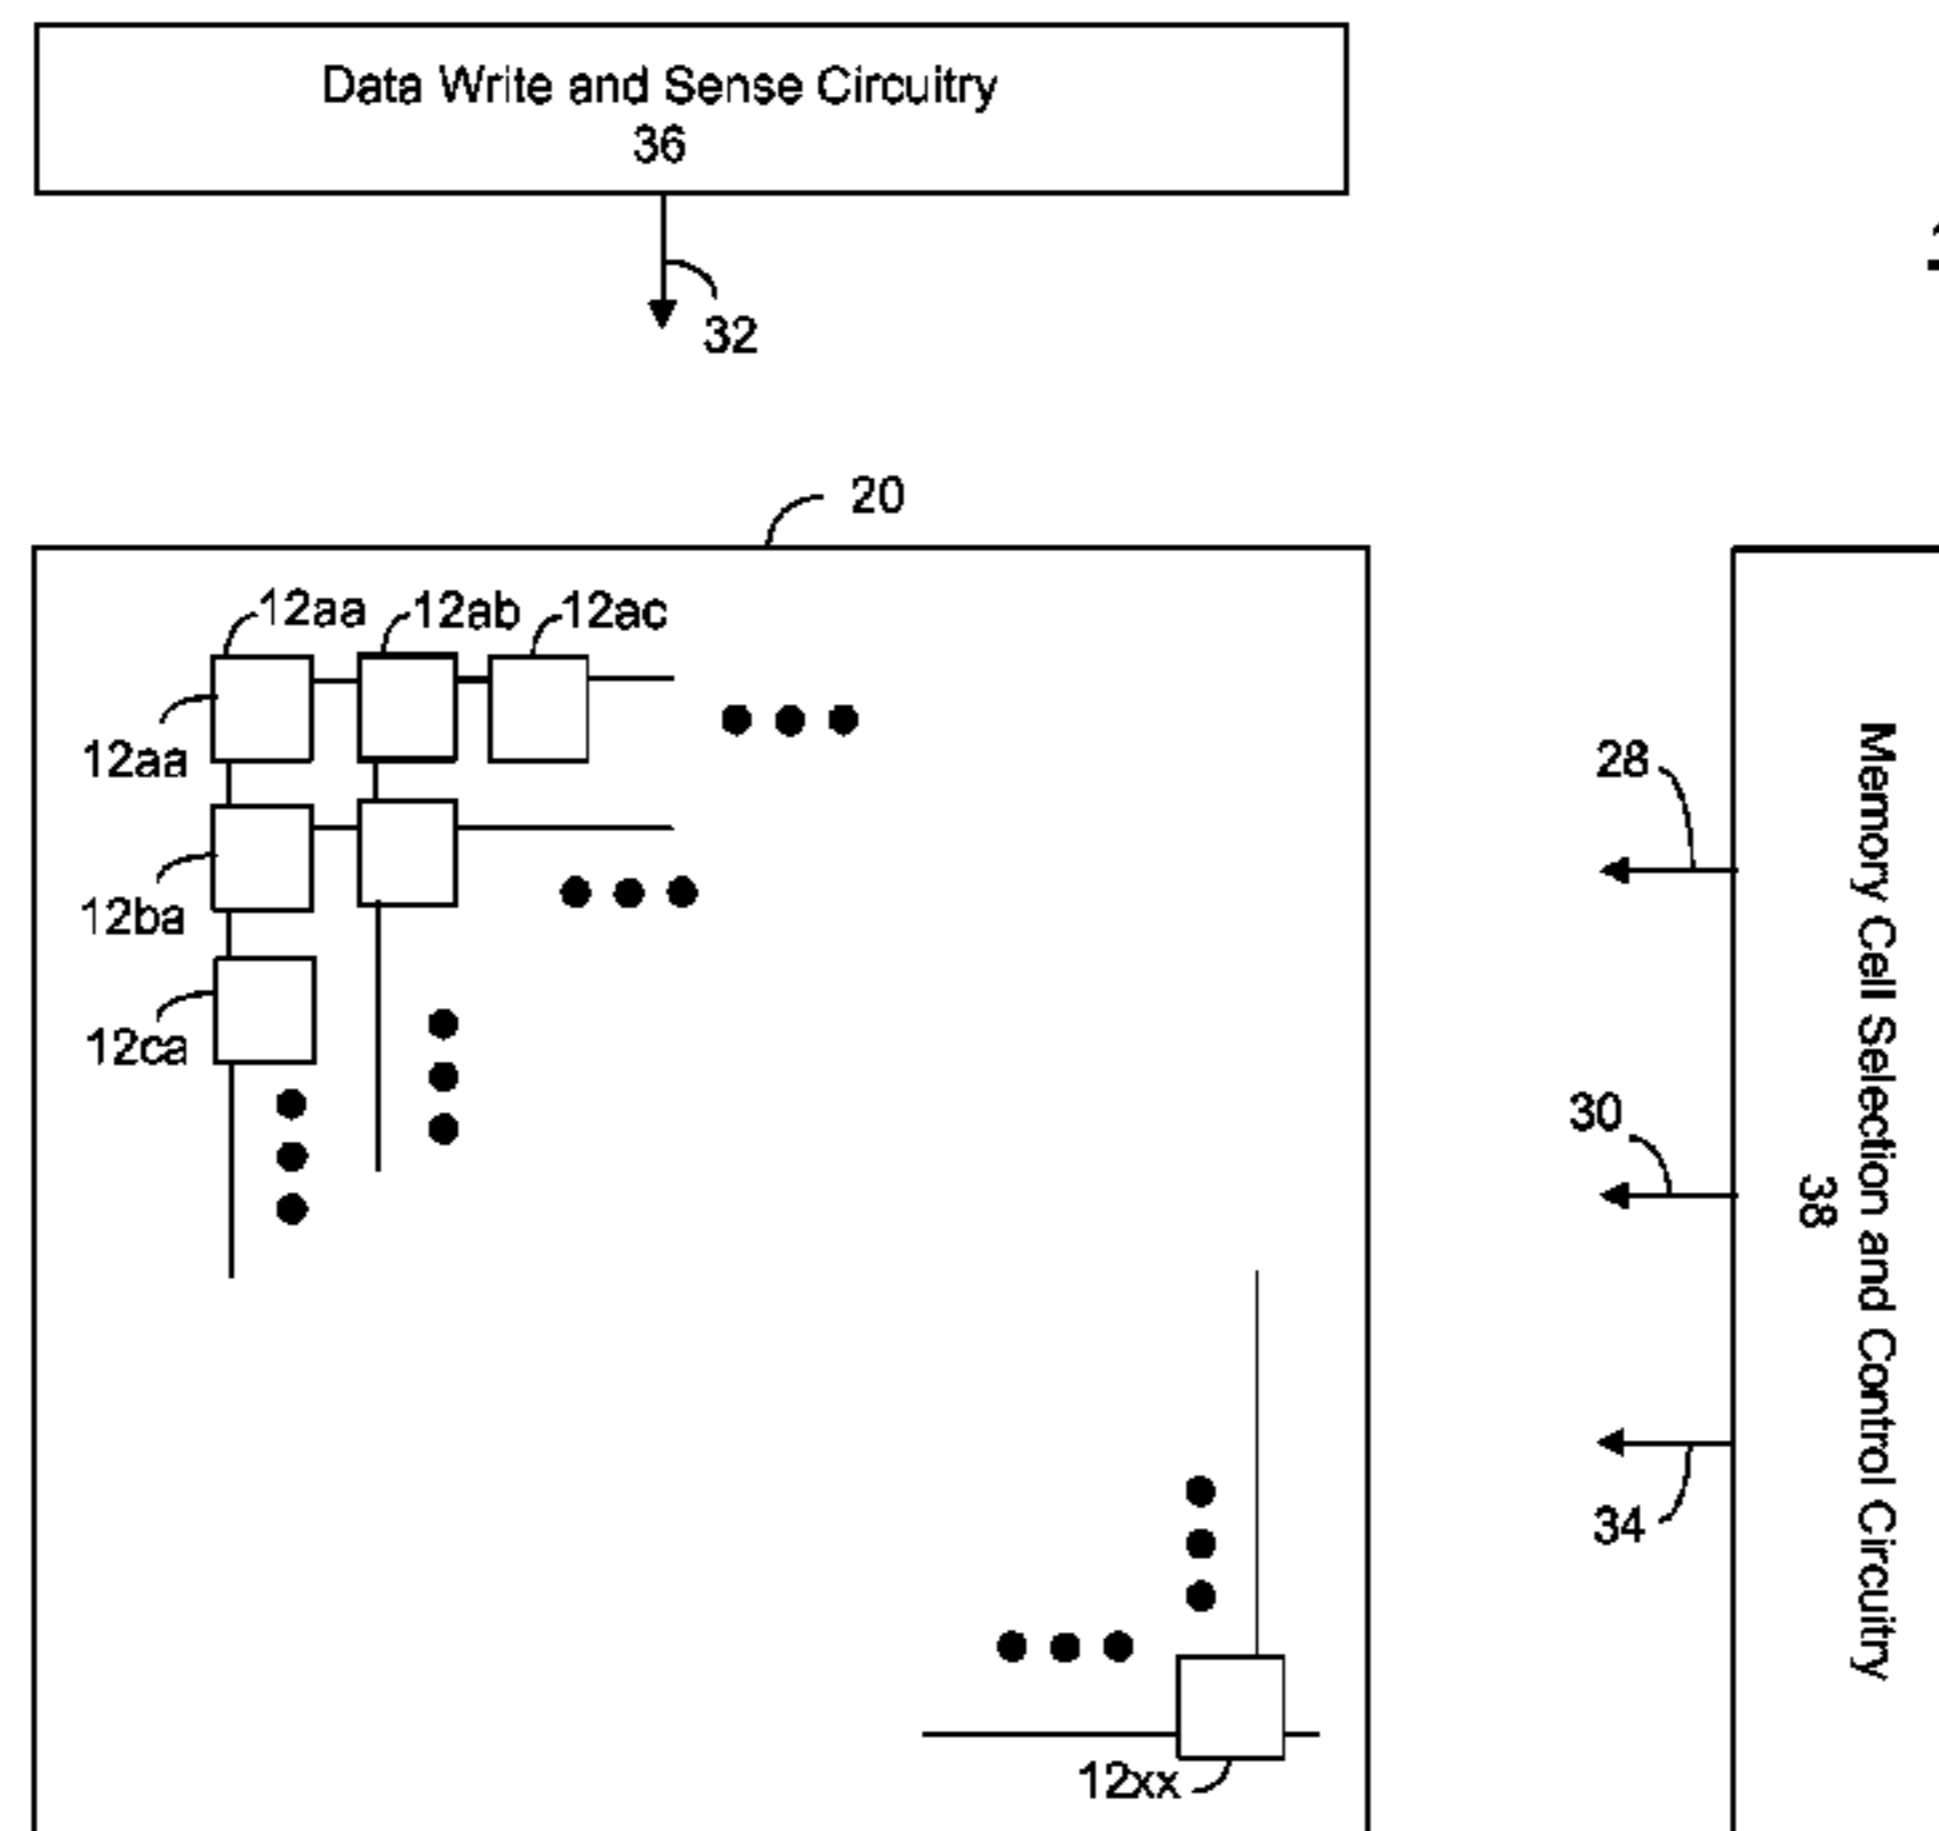 Data Write and Sense Circuitry
36
32
20
12aa
12ab
12ac
12aa
12ba
12ca
12xx
28
30
34
Memory Cell Selection and Control Circuitry
38